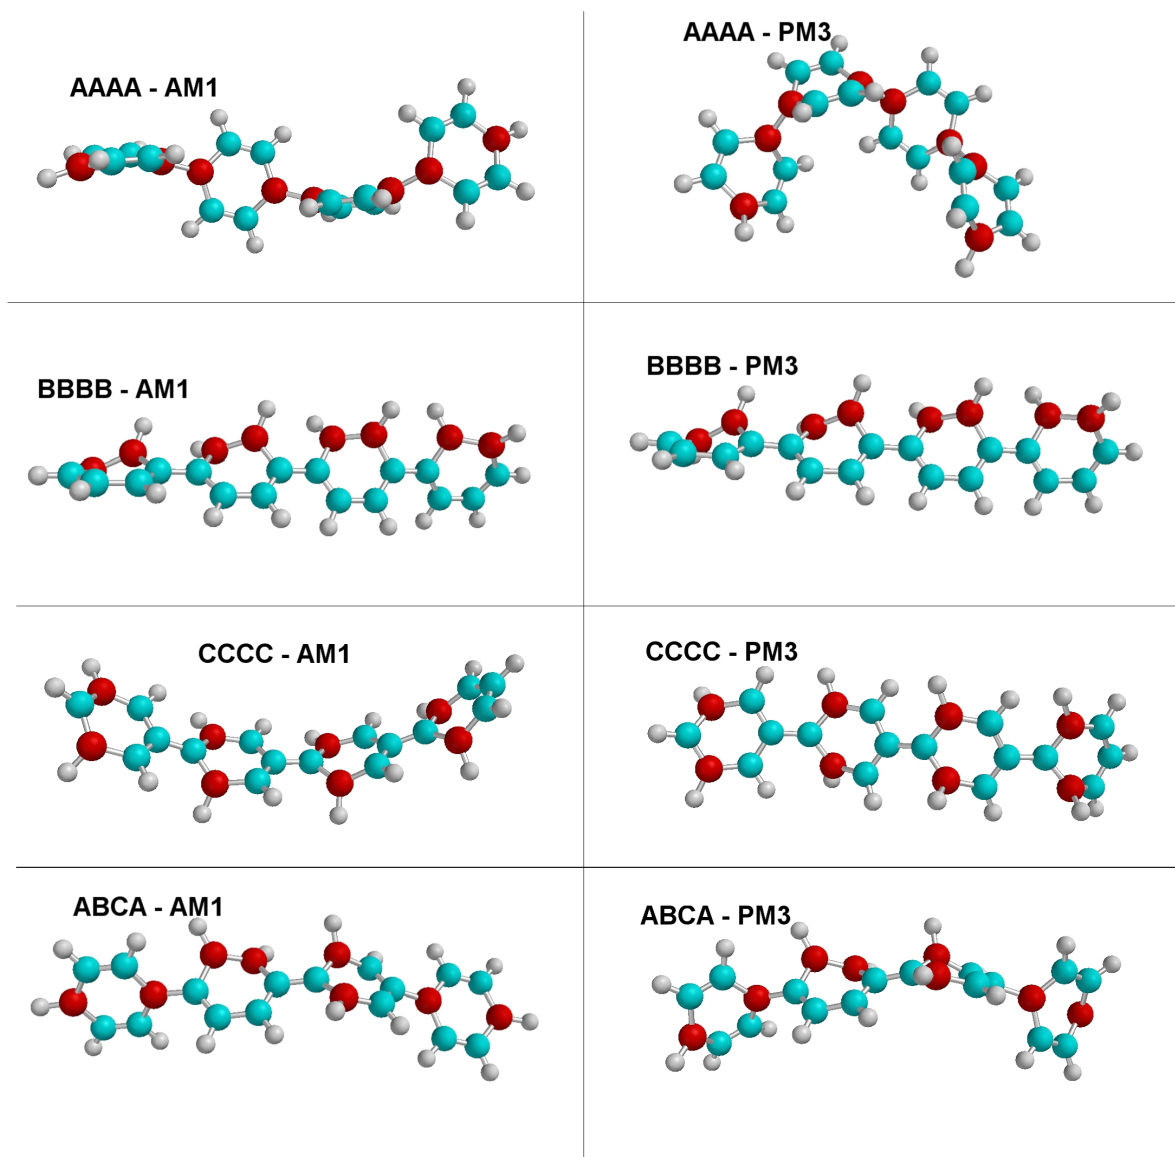 AAAA - AM1
AAAA - PM3
BBBB - AM1
BBBB - PM3
CCCC - AM1
CCCC - PM3
ABCA - AM1
ABCA - PM3